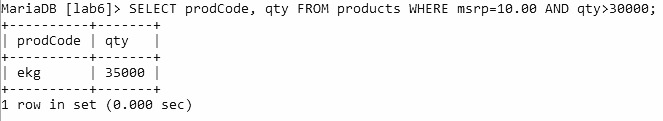 MariaDB [lab6]> SELECT prodCode, qty FROM products WHERE msrp=10.00 AND qty>30000;
+----------+-------+
| prodCode | qty   |
+----------+-------+
| ekg      | 35000 |
+----------+-------+
1 row in set (0.000 sec)